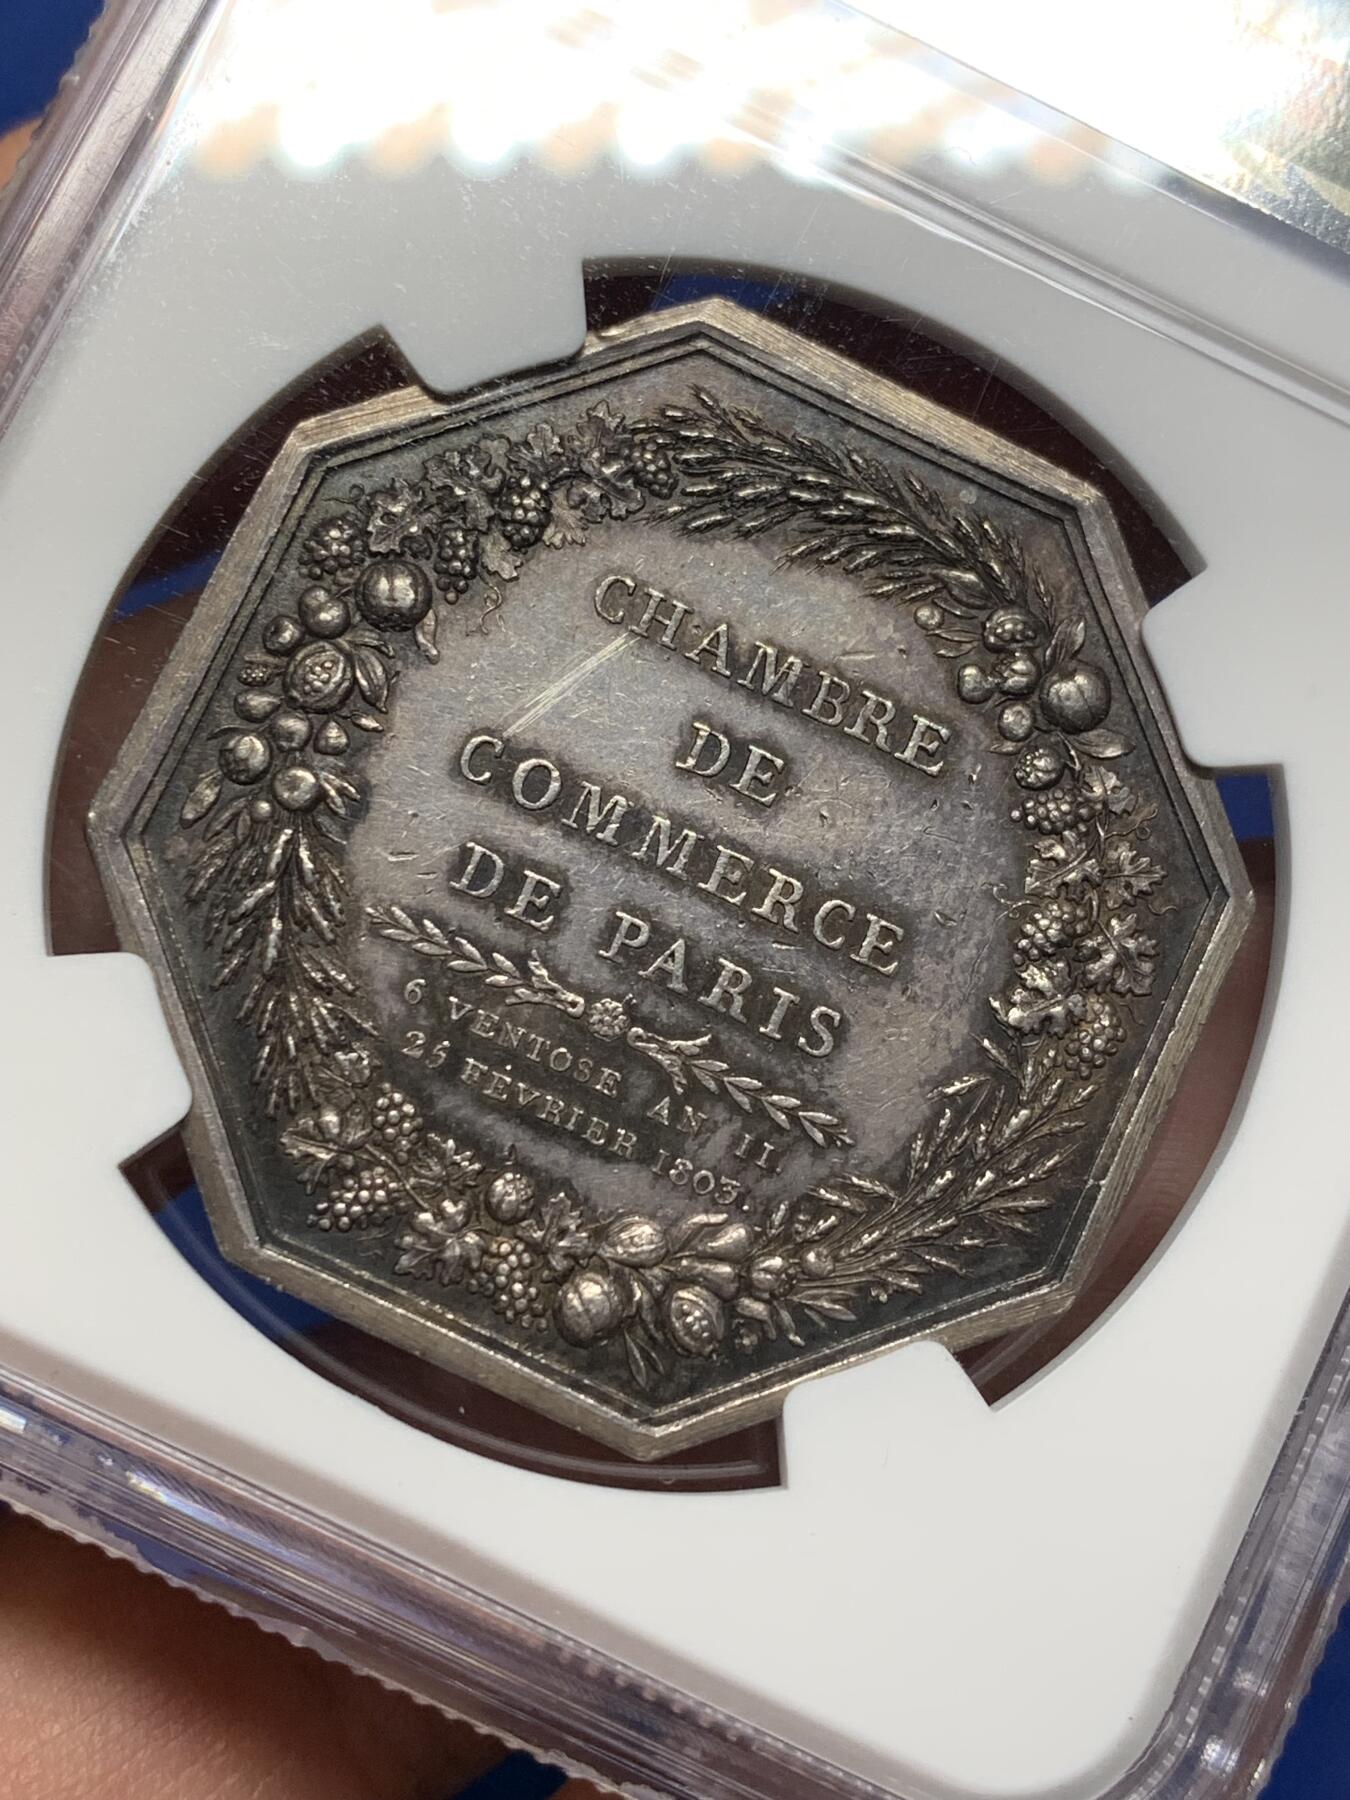 CHAMBRE
DE
COMMERCE
DE PARIS
6 VENTOSE AN II.
25 FÉVRIER 1803.